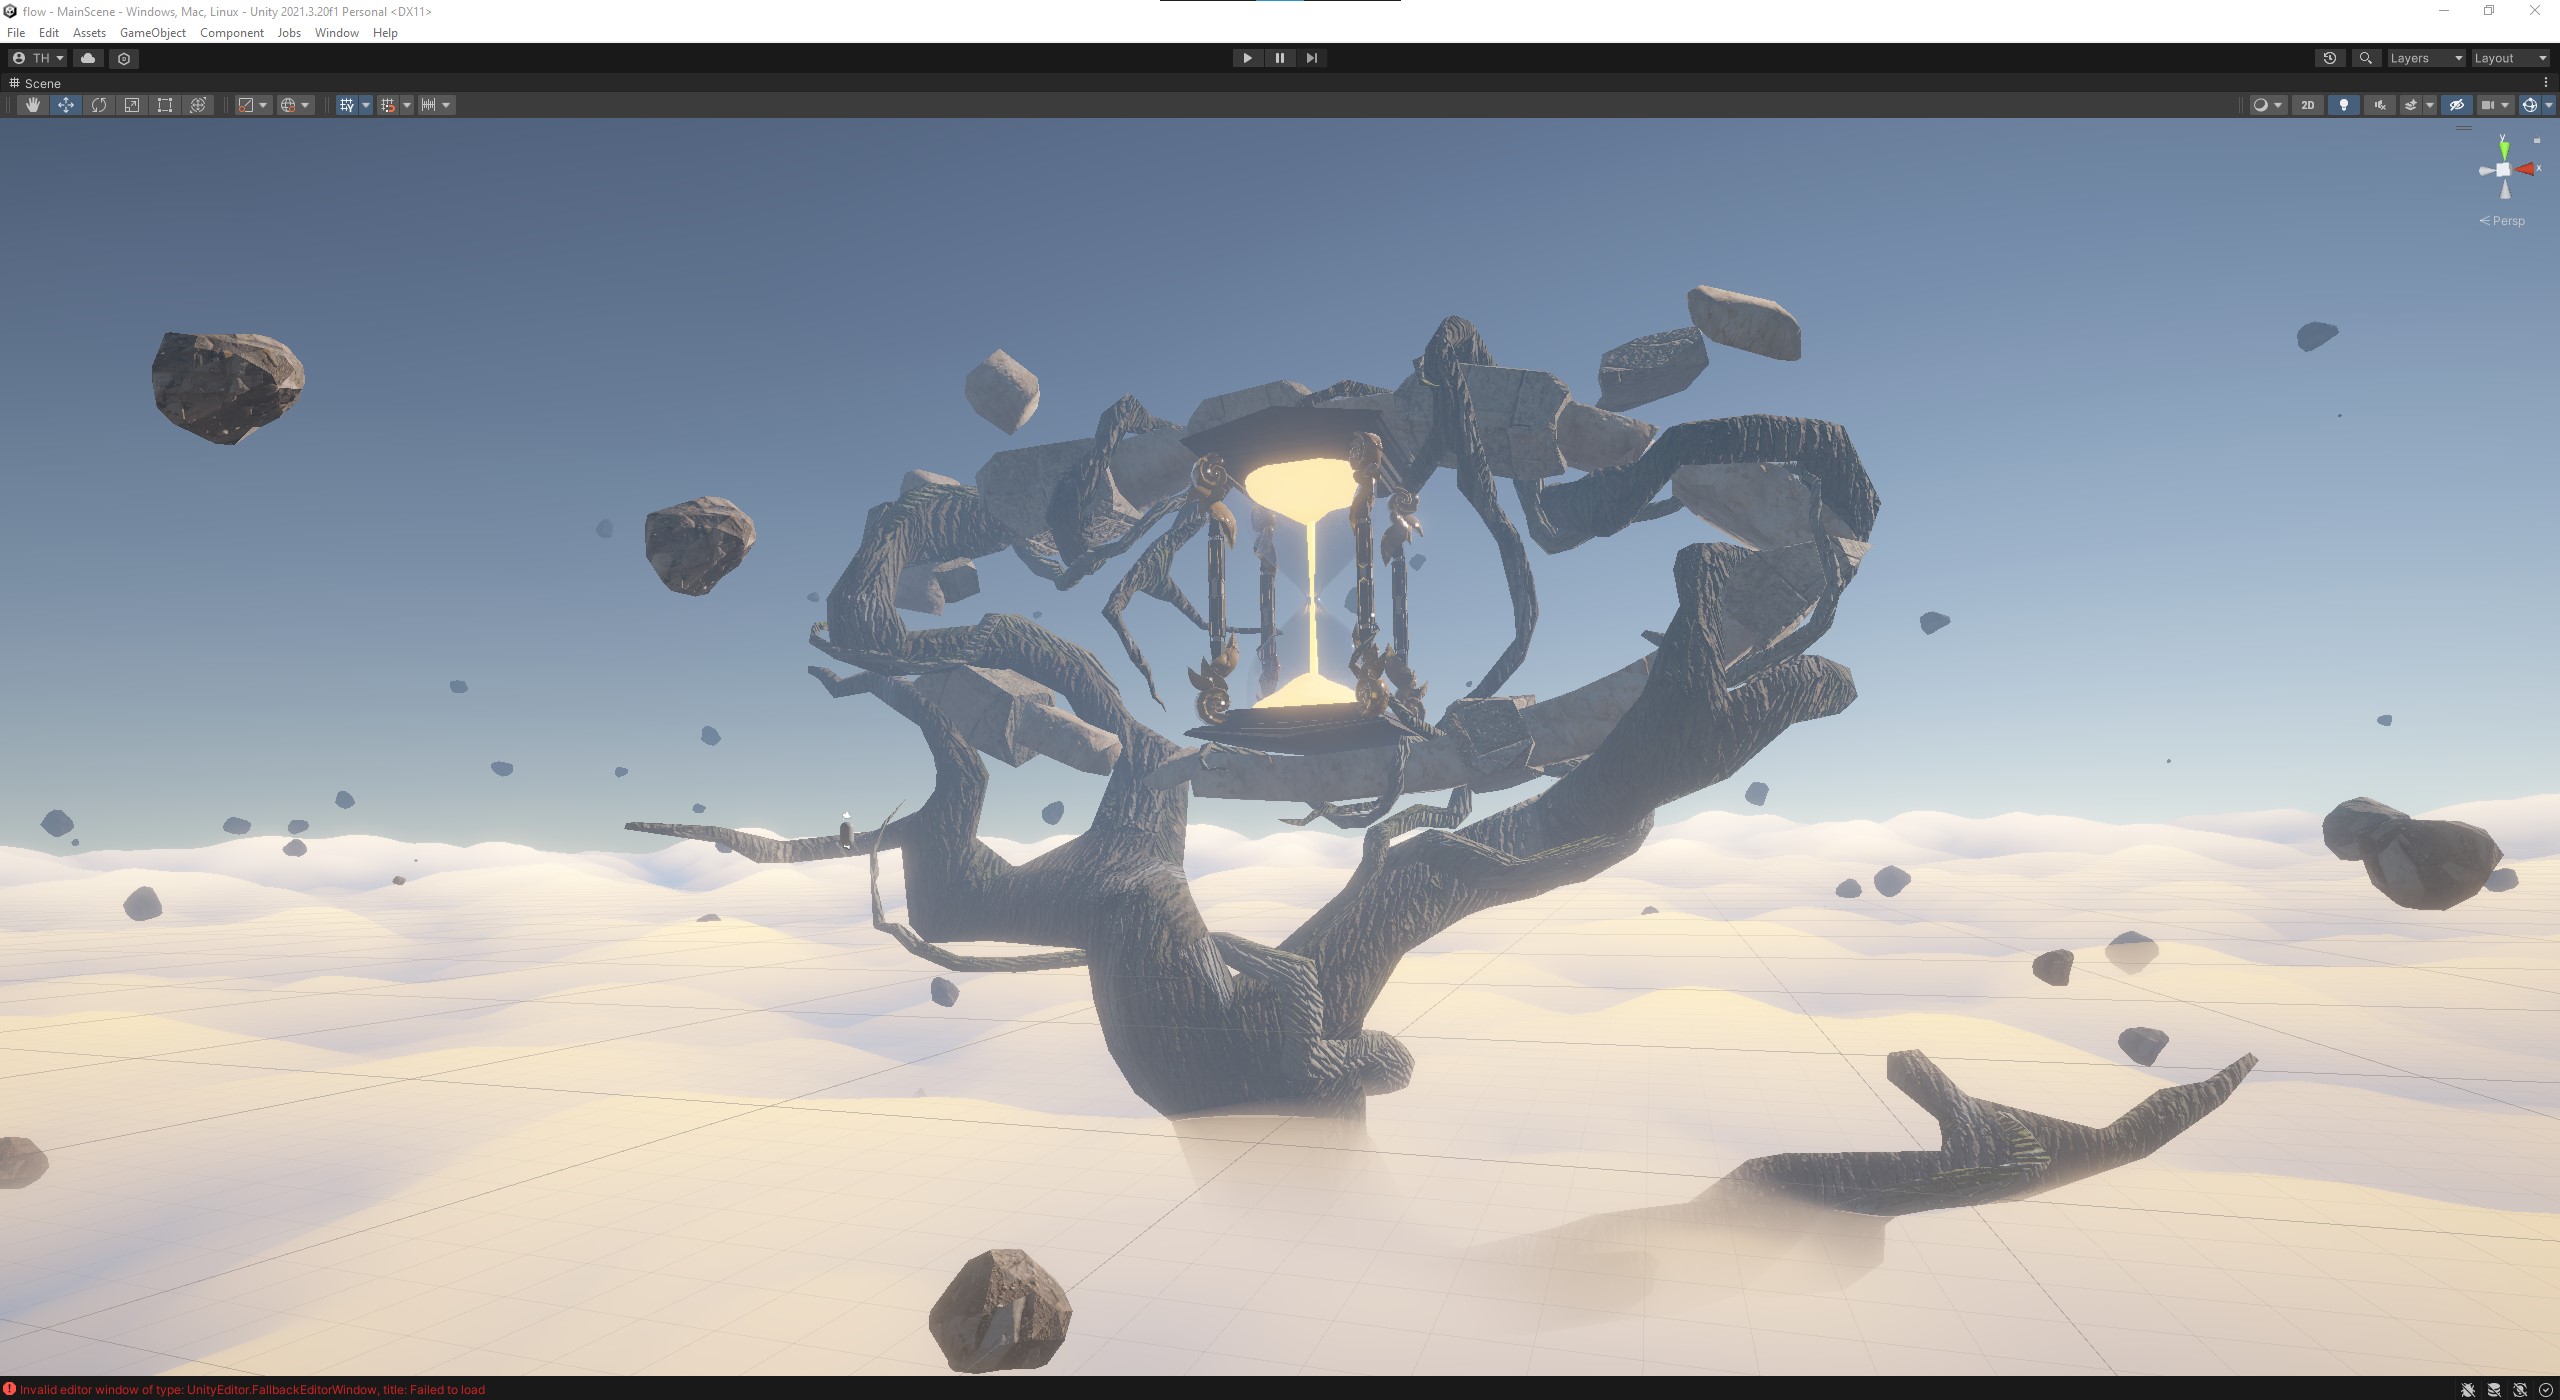 flow - MainScene - Windows, Mac, Linux - Unity 2021.3.20f1 Personal <DX11>
File Edit Assets GameObject Component Jobs Window Help
TH Layers Layout
Scene
2D
y
x
Persp
Invalid editor window of type: UnityEditor.FallbackEditorWindow, title: Failed to load